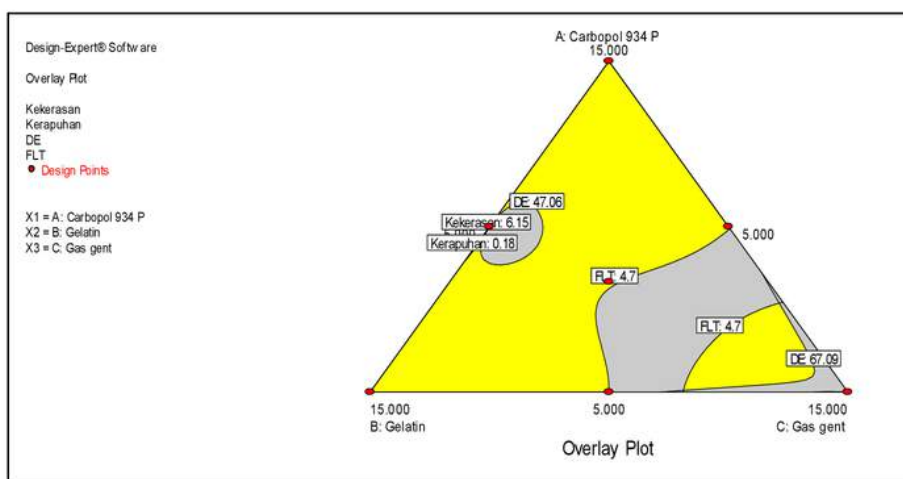 Design-Expert® Software
Overlay Plot
Kekerasan
Kerapuhan
DE
FLT
Design Points
X1 = A: Carbopol 934 P
X2 = B: Gelatin
X3 = C: Gas gent
A: Carbopol 934 P
15.000
DE: 47.06
Kekerasan: 6.15
Kerapuhan: 0.18
5.000
FLT: 4.7
FLT: 4.7
DE: 67.09
15.000
5.000
15.000
B: Gelatin
C: Gas gent
Overlay Plot